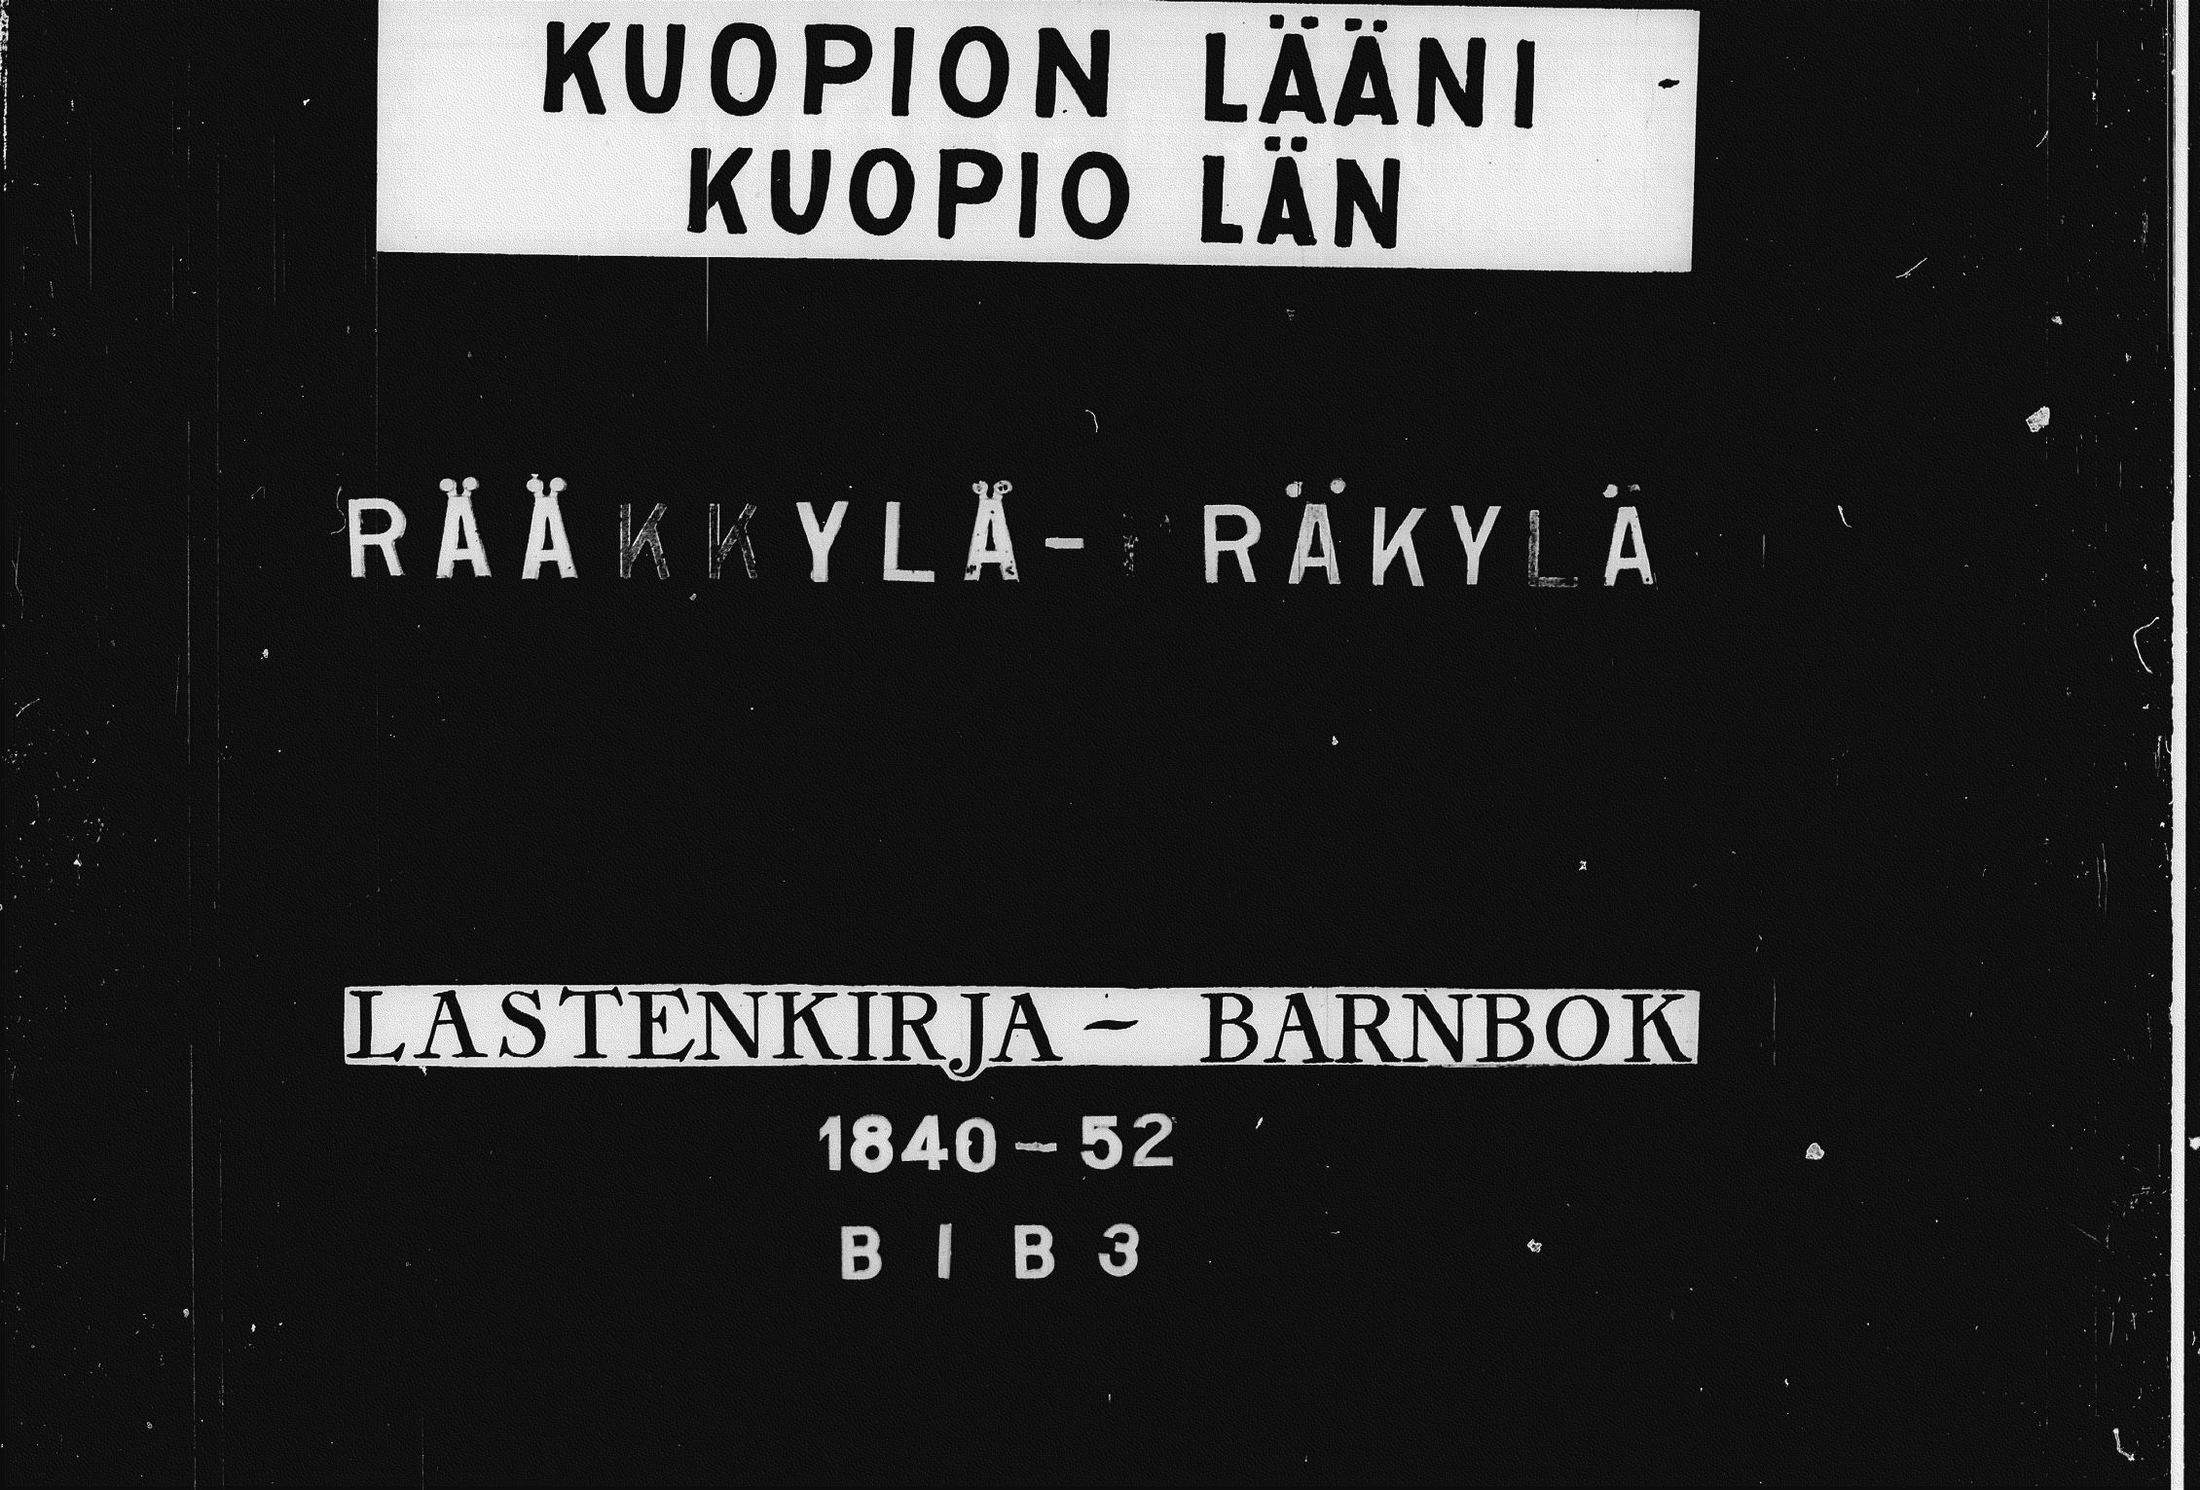 KUOPION LÄÄNI
KUOPIO LÄN
RÄÄKKYLÄ- RÄKYLÄ
LASTENKIRJA - BARNBOK
1840-52
B I B 3